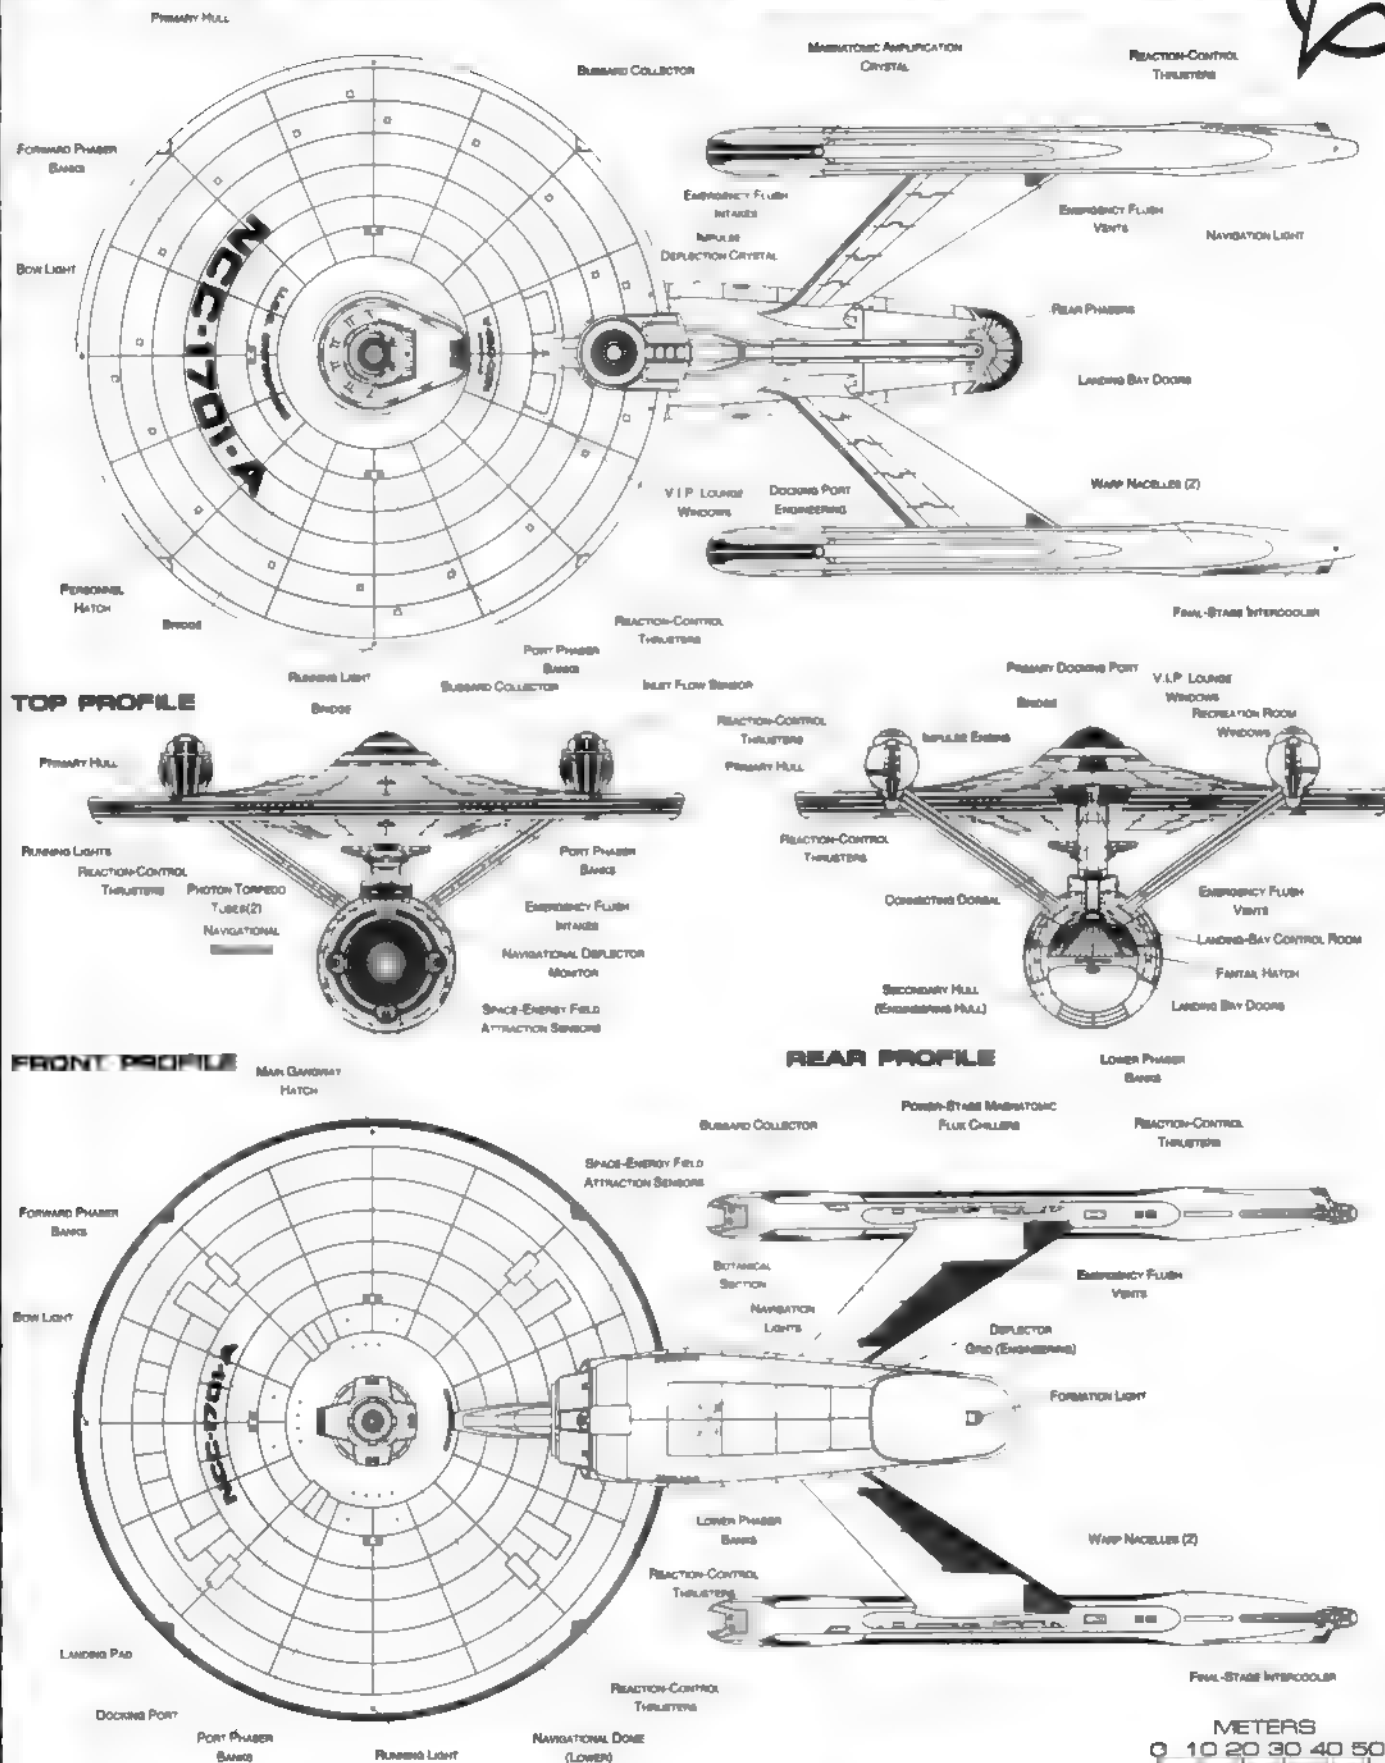 PRIMARY HULL
BUSSARD COLLECTOR
MAGNATOMIC AMPLIFICATION
CRYSTAL
REACTION-CONTROL
THRUSTERS
FORWARD PHASER
BANKS
EMERGENCY FLUSH
INTAKES
EMERGENCY FLUSH
VENTS
NAVIGATION LIGHT
IMPULSE
DEFLECTION CRYSTAL
BOW LIGHT
NCC-1701-A
REAR PHASERS
LANDING BAY DOORS
V.I.P. LOUNGE
WINDOWS
DOCKING PORT
ENGINEERING
WARP NACELLES (2)
PERSONNEL
HATCH
BRIDGE
REACTION-CONTROL
THRUSTERS
FINAL-STAGE INTERCOOLER
RUNNING LIGHT
PORT PHASER
BANKS
TOP PROFILE
BRIDGE
BUSSARD COLLECTOR
INLET FLOW SENSOR
PRIMARY HULL
RUNNING LIGHTS
REACTION-CONTROL
THRUSTERS
PHOTON TORPEDO
TUBES(2)
NAVIGATIONAL
PORT PHASER
BANKS
EMERGENCY FLUSH
INTAKES
NAVIGATIONAL DEFLECTOR
MONITOR
SPACE-ENERGY FIELD
ATTRACTION SENSORS
FRONT PROFILE
PRIMARY DOCKING PORT
BRIDGE
V.I.P. LOUNGE
WINDOWS
RECREATION ROOM
WINDOWS
REACTION-CONTROL
THRUSTERS
IMPULSE ENGINE
PRIMARY HULL
REACTION-CONTROL
THRUSTERS
CONNECTING DORSAL
EMERGENCY FLUSH
VENTS
LANDING-BAY CONTROL ROOM
FANTAIL HATCH
LANDING BAY DOORS
SECONDARY HULL
(ENGINEERING HULL)
REAR PROFILE
LOWER PHASER
BANKS
MAIN GANGWAY
HATCH
BUSSARD COLLECTOR
POWER-STAGE MAGNATOMIC
FLUX CHILLERS
REACTION-CONTROL
THRUSTERS
SPACE-ENERGY FIELD
ATTRACTION SENSORS
FORWARD PHASER
BANKS
BOTANICAL
SECTION
EMERGENCY FLUSH
VENTS
NAVIGATION
LIGHTS
BOW LIGHT
DEFLECTOR
GRID (ENGINEERING)
NCC-1701-A
FORMATION LIGHT
LOWER PHASER
BANKS
WARP NACELLES (2)
REACTION-CONTROL
THRUSTERS
LANDING PAD
FINAL-STAGE INTERCOOLER
REACTION-CONTROL
THRUSTERS
DOCKING PORT
PORT PHASER
BANKS
RUNNING LIGHT
NAVIGATIONAL DOME
(LOWER)
METERS
0 10 20 30 40 50